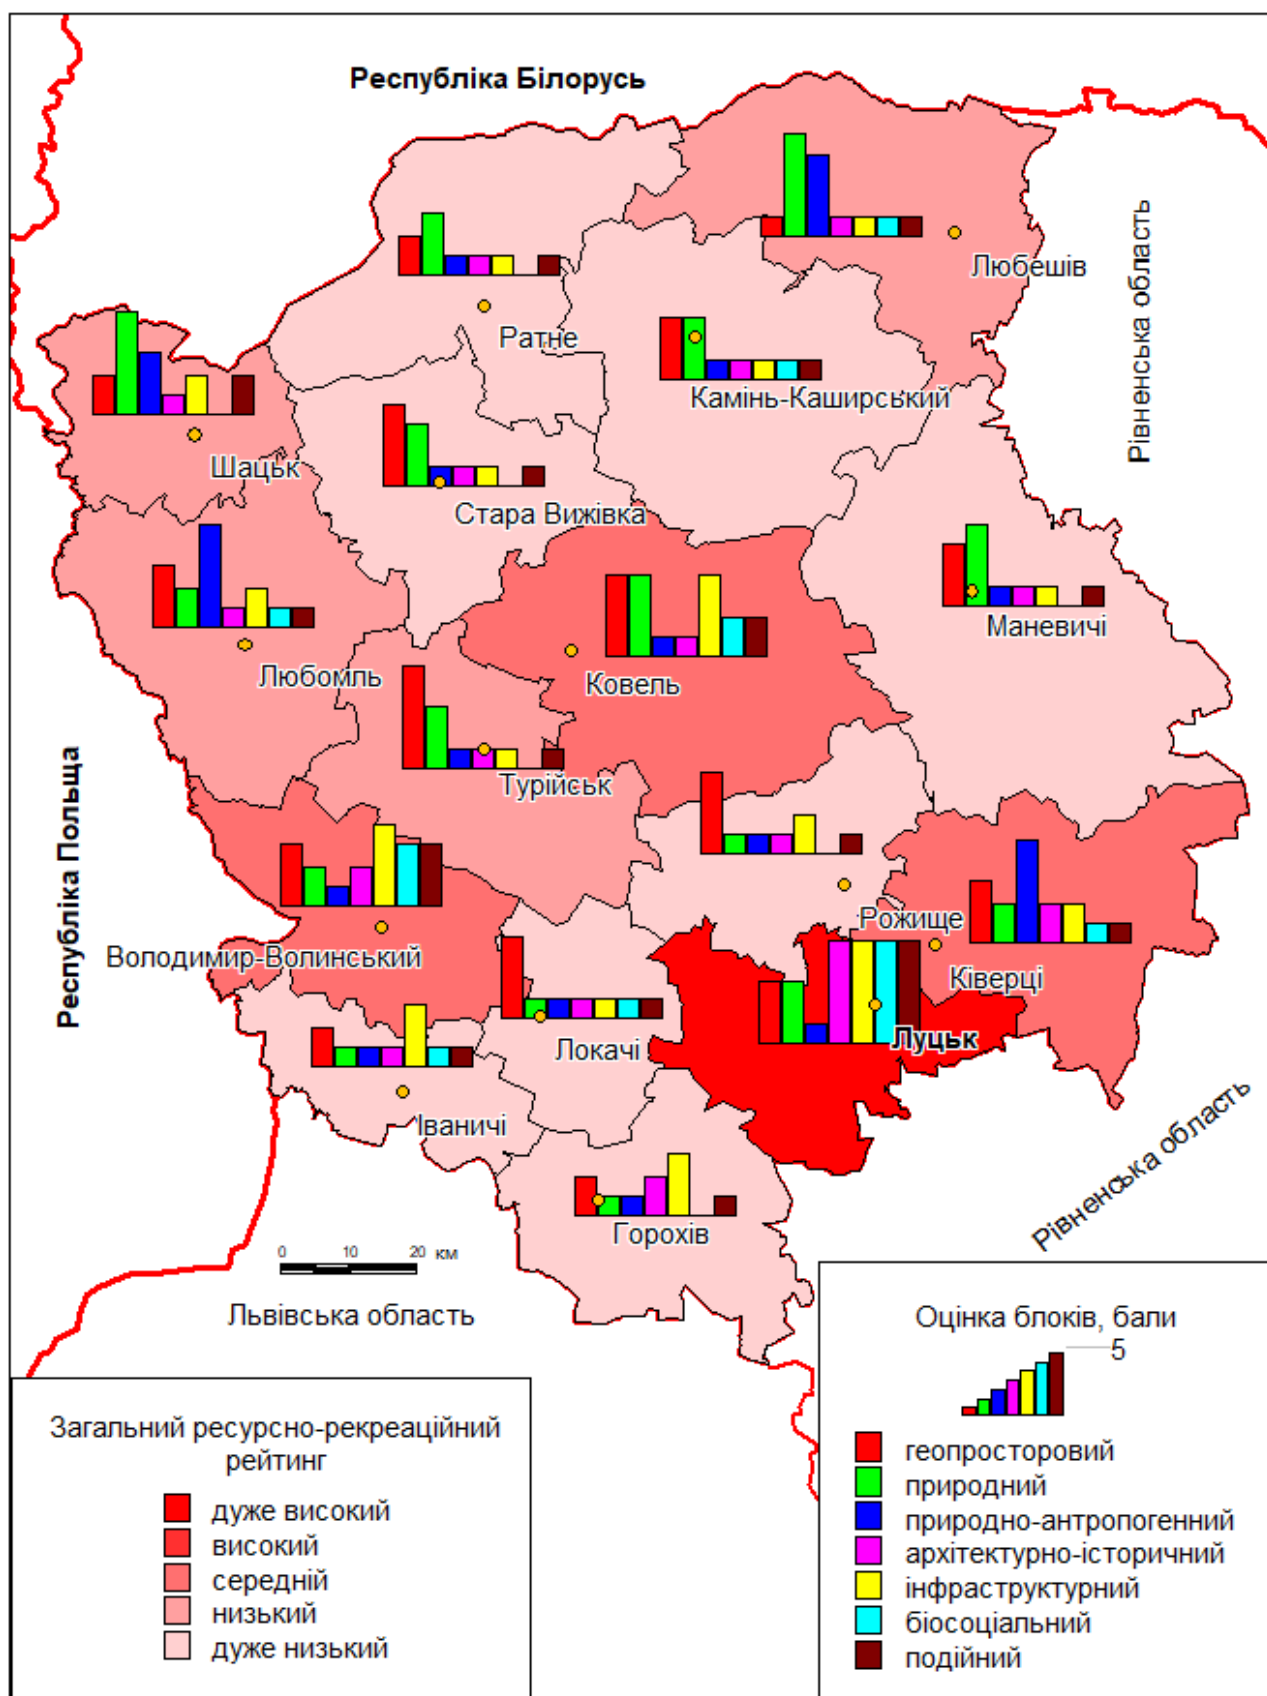 Республіка Білорусь
Рівненська область
Любешів
Ратне
Камінь-Каширський
Шацьк
Стара Вижівка
Маневичі
Любомль
Ковель
Республіка Польща
Турійськ
Рожище
Володимир-Волинський
Ківерці
Луцьк
Локачі
Іваничі
Рівненська область
Горохів
0 10 20 км
Львівська область
Оцінка блоків, бали
5
Загальний ресурсно-рекреаційний
рейтинг
дуже високий
високий
середній
низький
дуже низький
геопросторовий
природний
природно-антропогенний
архітектурно-історичний
інфраструктурний
біосоціальний
подійний